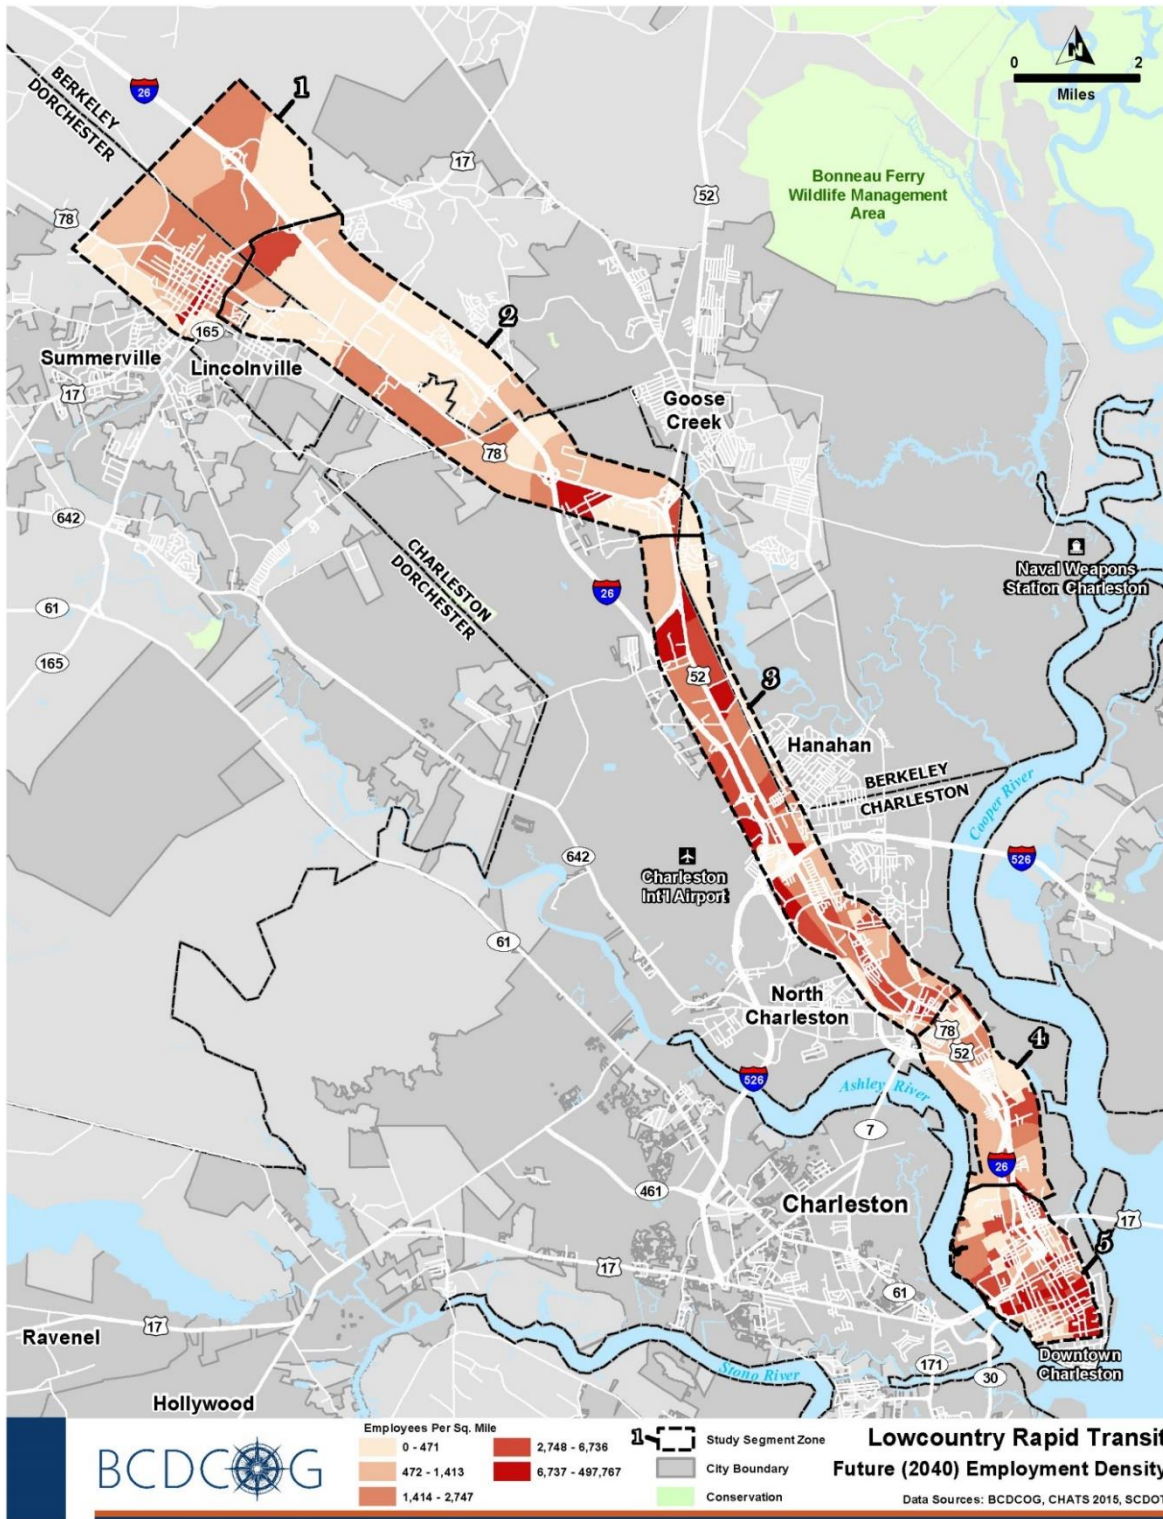 N
0
2
Miles
26
1
BERKELEY
DORCHESTER
17
52
Bonneau Ferry
Wildlife Management
Area
78
2
165
Summerville
Lincolnville
17
Goose
Creek
78
642
CHARLESTON
DORCHESTER
Naval Weapons
Station Charleston
26
61
165
52
3
Hanahan
BERKELEY
CHARLESTON
Cooper River
642
Charleston
Int'l Airport
526
61
North
Charleston
78
52
4
526
Ashley River
7
26
461
Charleston
17
5
17
61
Ravenel
17
Downtown
Charleston
171
Stono River
30
Hollywood
BCDCOG
Employees Per Sq. Mile
0 - 471
472 - 1,413
1,414 - 2,747
2,748 - 6,736
6,737 - 497,767
1
Study Segment Zone
City Boundary
Conservation
Lowcountry Rapid Transit
Future (2040) Employment Density
Data Sources: BCDCOG, CHATS 2015, SCDOT